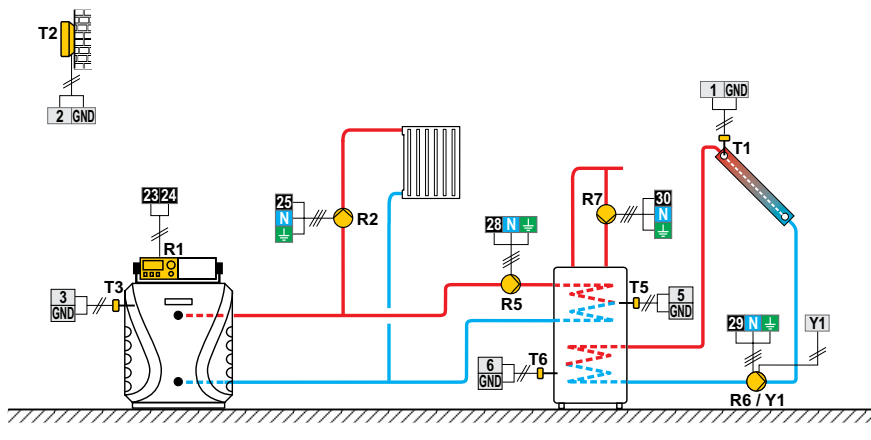 T2
2 GND
1 GND
T1
23 24
R1
25
N
R2
R7
30
N
28 N
R5
T3
3
GND
T5
5
GND
T6
6
GND
29 N
Y1
R6 / Y1